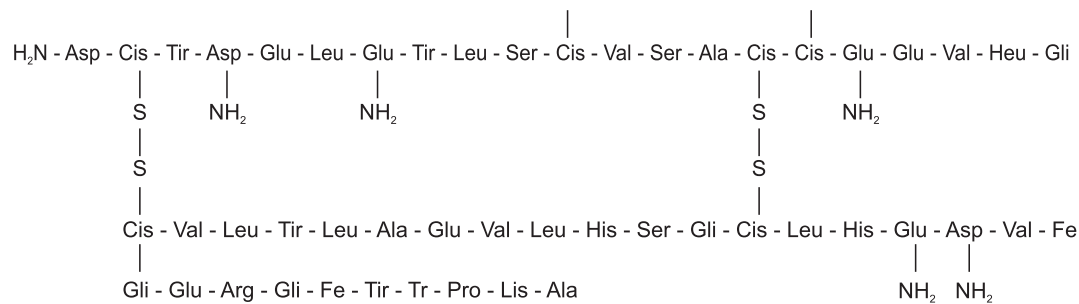 H₂N - Asp - Cis - Tir - Asp - Glu - Leu - Glu - Tir - Leu - Ser - Cis - Val - Ser - Ala - Cis - Cis - Glu - Glu - Val - Heu - Gli
S NH₂ NH₂ S NH₂
S S
Cis - Val - Leu - Tir - Leu - Ala - Glu - Val - Leu - His - Ser - Gli - Cis - Leu - His - Glu - Asp - Val - Fe
Gli - Glu - Arg - Gli - Fe - Tir - Tr - Pro - Lis - Ala NH₂ NH₂